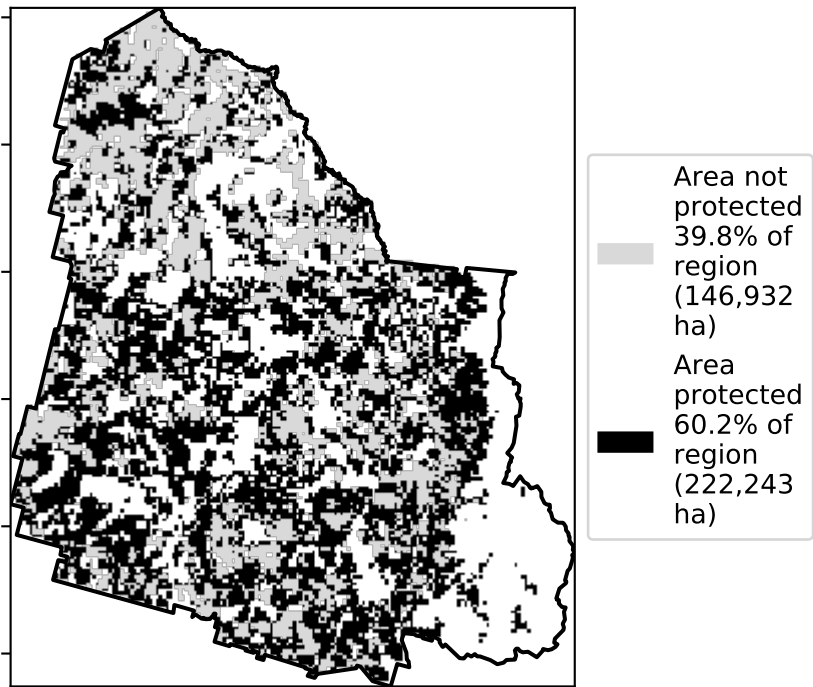 Area not
protected
39.8% of
region
(146,932
ha)
Area
protected
60.2% of
region
(222,243
ha)